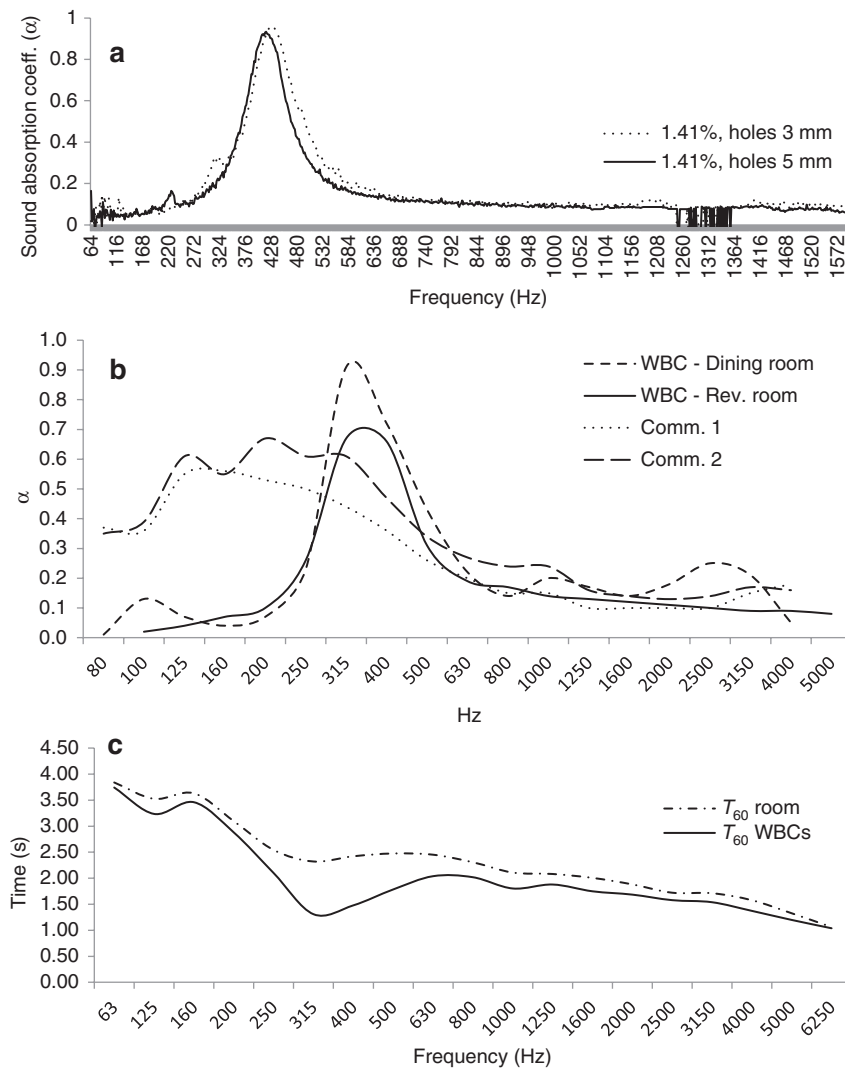 a
Sound absorption coeff. (α)
1
0.8
0.6
0.4
0.2
0
1.41%, holes 3 mm
1.41%, holes 5 mm
64 116 168 220 272 324 376 428 480 532 584 636 688 740 792 844 896 948 1000 1052 1104 1156 1208 1260 1312 1364 1416 1468 1520 1572
Frequency (Hz)
b
α
1.0
0.9
0.8
0.7
0.6
0.5
0.4
0.3
0.2
0.1
0.0
WBC - Dining room
WBC - Rev. room
Comm. 1
Comm. 2
80 100 125 160 200 250 315 400 500 630 800 1000 1250 1600 2000 2500 3150 4000 5000
Hz
c
Time (s)
4.50
4.00
3.50
3.00
2.50
2.00
1.50
1.00
0.50
0.00
T60 room
T60 WBCs
63 125 160 200 250 315 400 500 630 800 1000 1250 1600 2000 2500 3150 4000 5000 6250
Frequency (Hz)